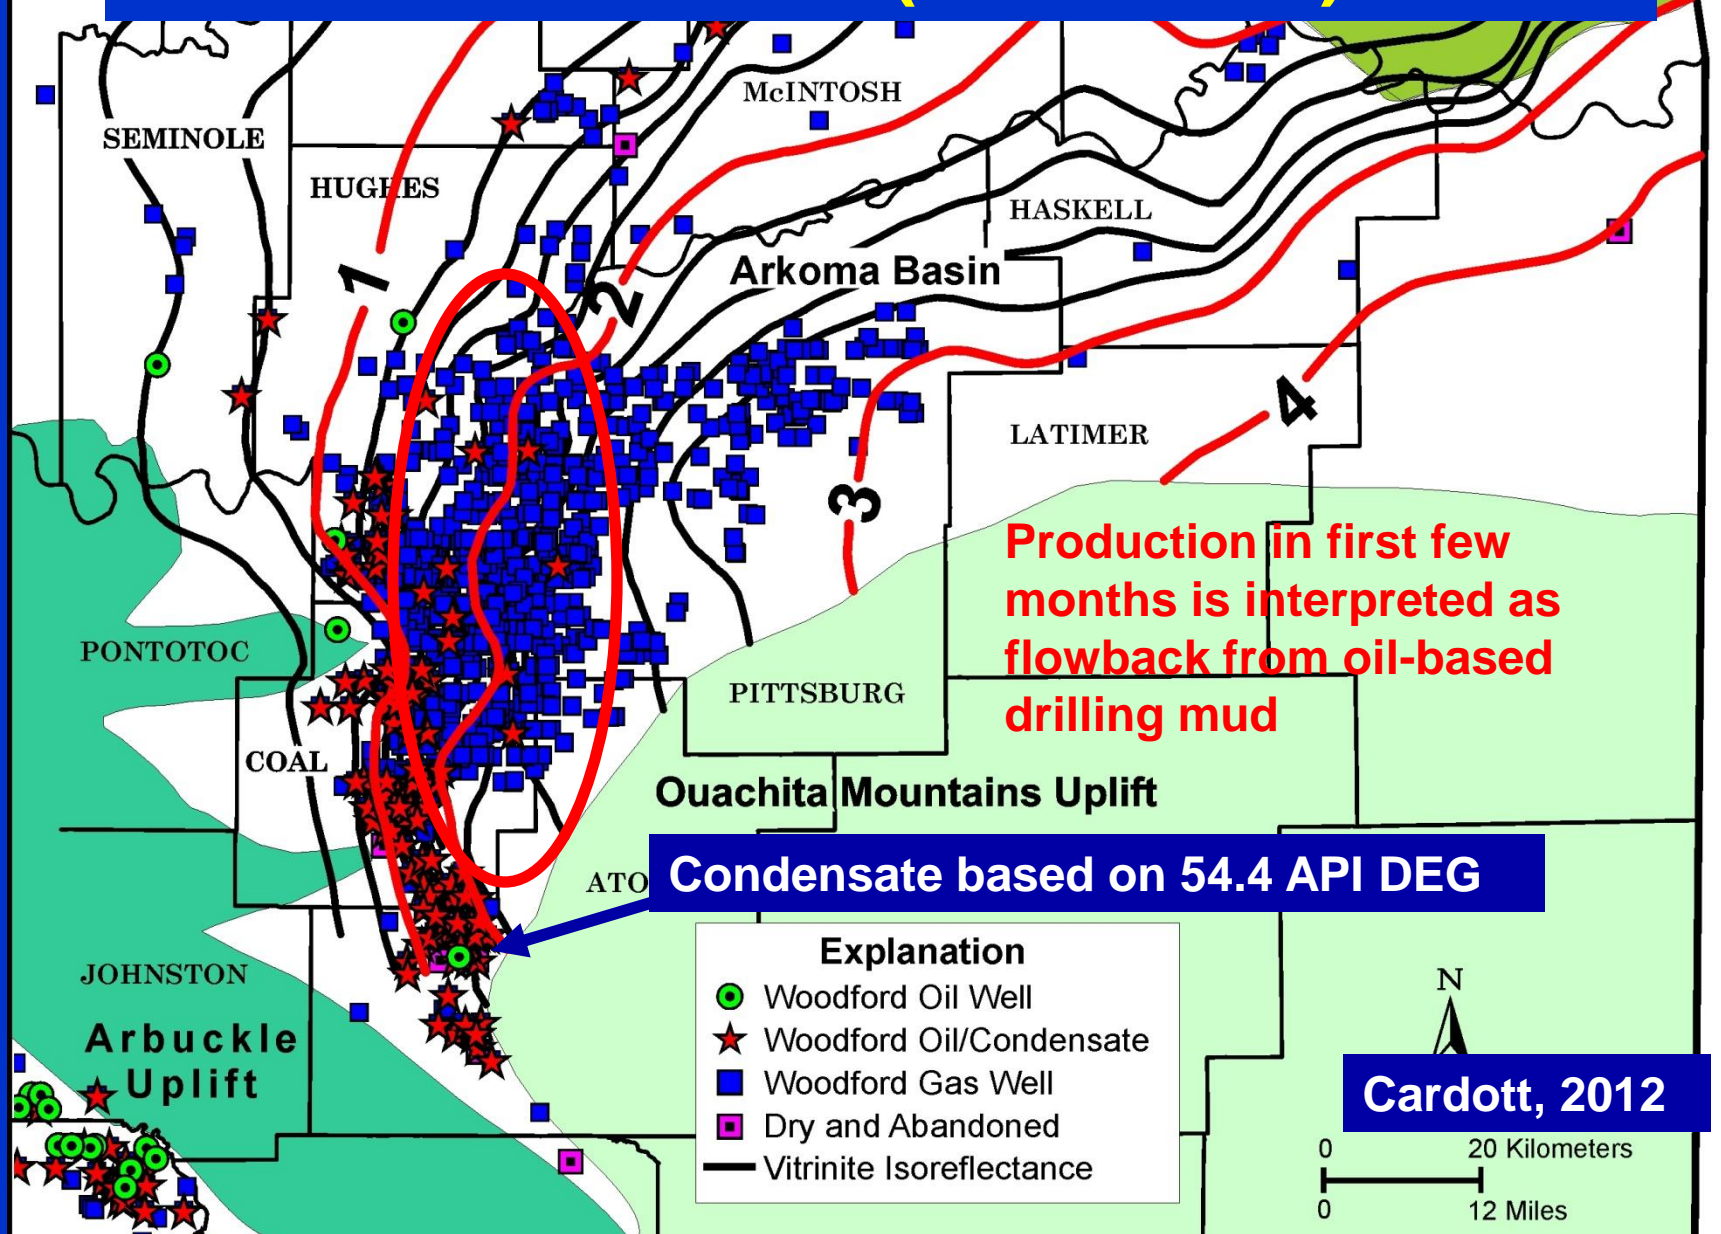 McINTOSH
SEMINOLE
HUGHES
HASKELL
Arkoma Basin
1
2
4
LATIMER
3
Production in first few
months is interpreted as
flowback from oil-based
drilling mud
PONTOTOC
PITTSBURG
COAL
Ouachita Mountains Uplift
ATO
Condensate based on 54.4 API DEG
JOHNSTON
Arbuckle
Uplift
Explanation
Woodford Oil Well
Woodford Oil/Condensate
Woodford Gas Well
Dry and Abandoned
Vitrinite Isoreflectance
N
Cardott, 2012
0 20 Kilometers
0 12 Miles